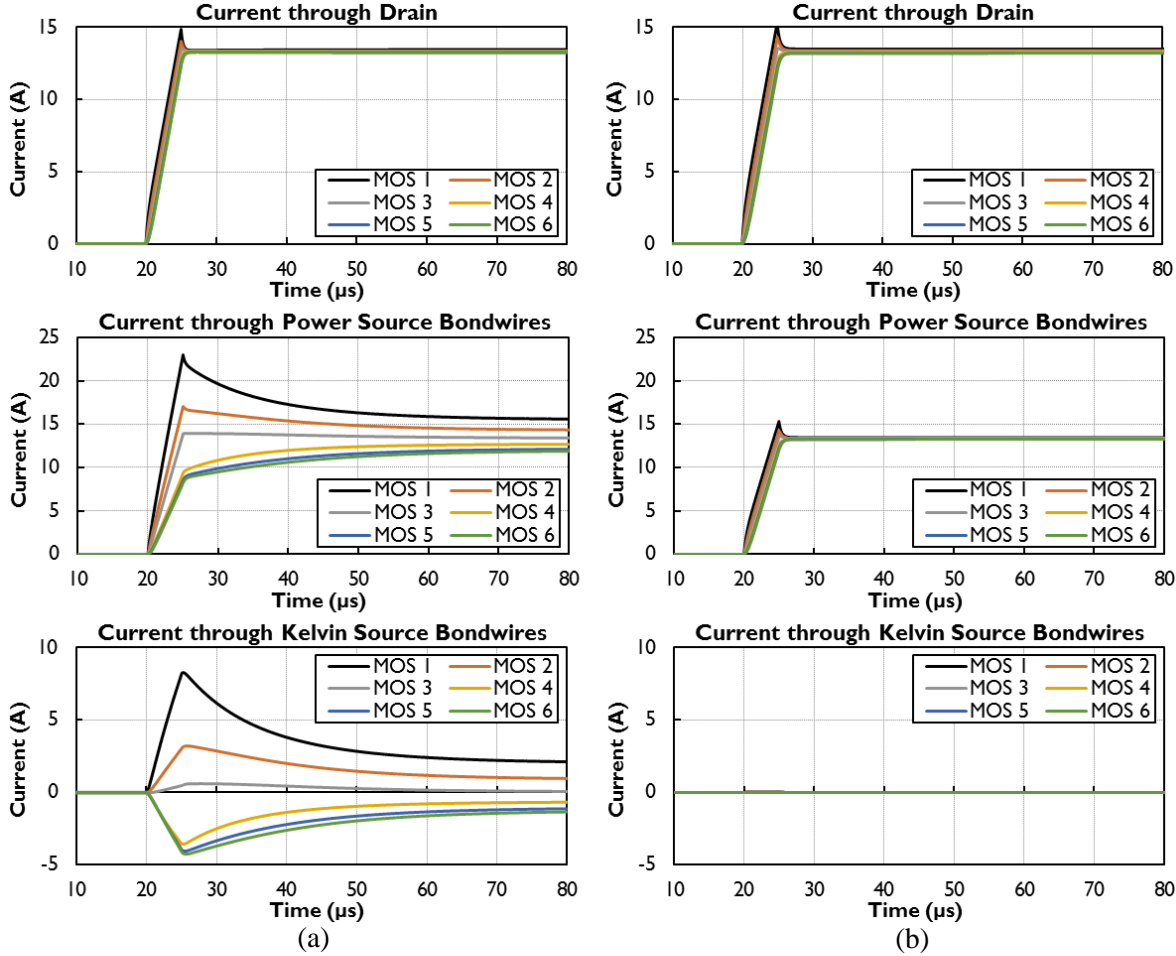 Current through Drain
Current (A)
15
10
5
0
MOS 1 MOS 2
MOS 3 MOS 4
MOS 5 MOS 6
10 20 30 40 50 60 70 80
Time (µs)
Current through Drain
Current (A)
15
10
5
0
MOS 1 MOS 2
MOS 3 MOS 4
MOS 5 MOS 6
10 20 30 40 50 60 70 80
Time (µs)
Current through Power Source Bondwires
Current (A)
25
20
15
10
5
0
MOS 1 MOS 2
MOS 3 MOS 4
MOS 5 MOS 6
10 20 30 40 50 60 70 80
Time (µs)
Current through Power Source Bondwires
Current (A)
25
20
15
10
5
0
MOS 1 MOS 2
MOS 3 MOS 4
MOS 5 MOS 6
10 20 30 40 50 60 70 80
Time (µs)
Current through Kelvin Source Bondwires
Current (A)
10
5
0
-5
MOS 1 MOS 2
MOS 3 MOS 4
MOS 5 MOS 6
10 20 30 40 50 60 70 80
Time (µs)
(a)
Current through Kelvin Source Bondwires
Current (A)
10
5
0
-5
MOS 1 MOS 2
MOS 3 MOS 4
MOS 5 MOS 6
10 20 30 40 50 60 70 80
Time (µs)
(b)